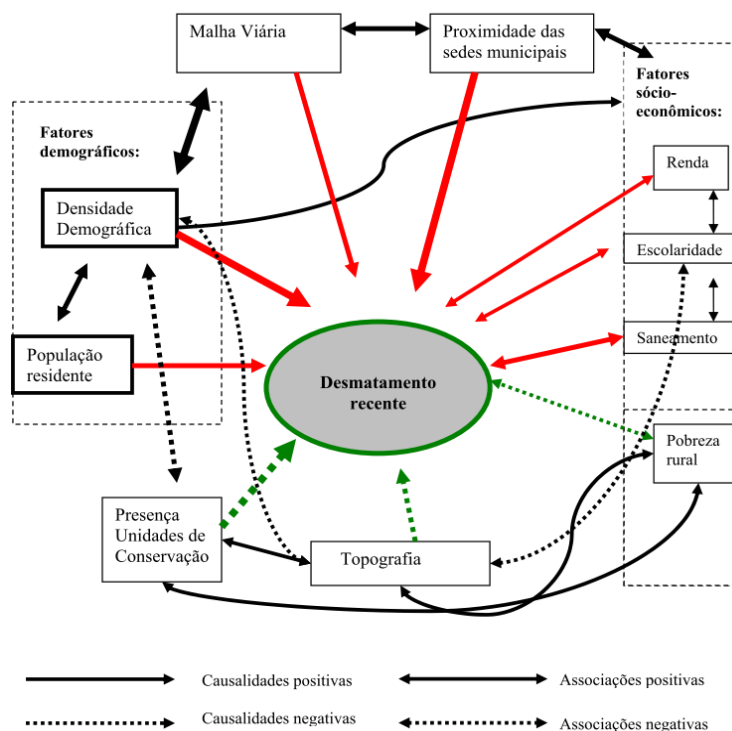 Malha Viária
Proximidade das
sedes municipais
Fatores
sócio-
econômicos:
Fatores
demográficos:
Renda
Densidade
Demográfica
Escolaridade
Saneamento
População
residente
Desmatamento
recente
Pobreza
rural
Presença
Unidades de
Conservação
Topografia
Causalidades positivas
Associações positivas
Causalidades negativas
Associações negativas